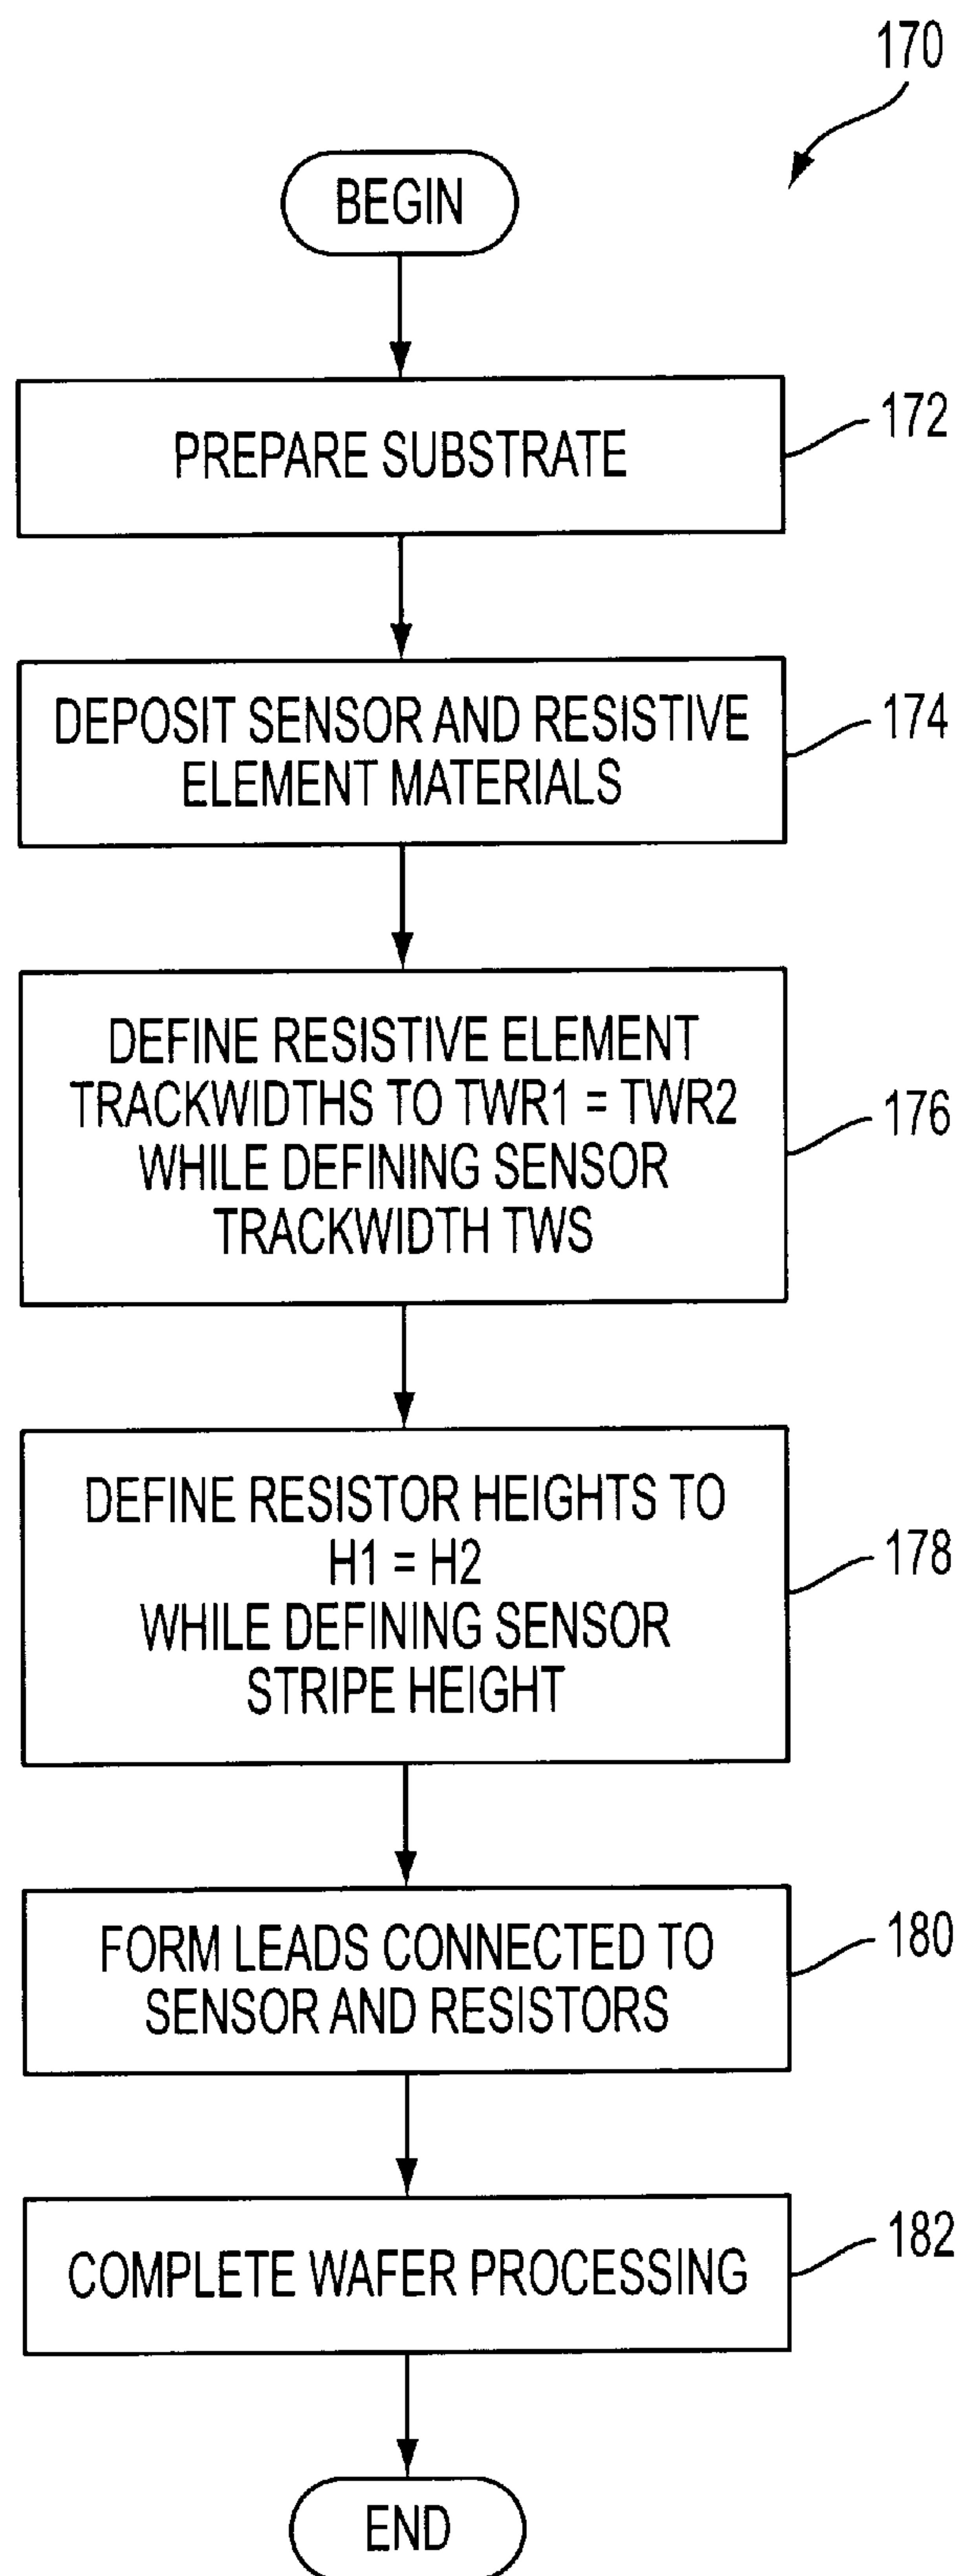 170
BEGIN
PREPARE SUBSTRATE
172
DEPOSIT SENSOR AND RESISTIVE
ELEMENT MATERIALS
174
DEFINE RESISTIVE ELEMENT
TRACKWIDTHS TO TWR1 = TWR2
WHILE DEFINING SENSOR
TRACKWIDTH TWS
176
DEFINE RESISTOR HEIGHTS TO
H1 = H2
WHILE DEFINING SENSOR
STRIPE HEIGHT
178
FORM LEADS CONNECTED TO
SENSOR AND RESISTORS
180
COMPLETE WAFER PROCESSING
182
END